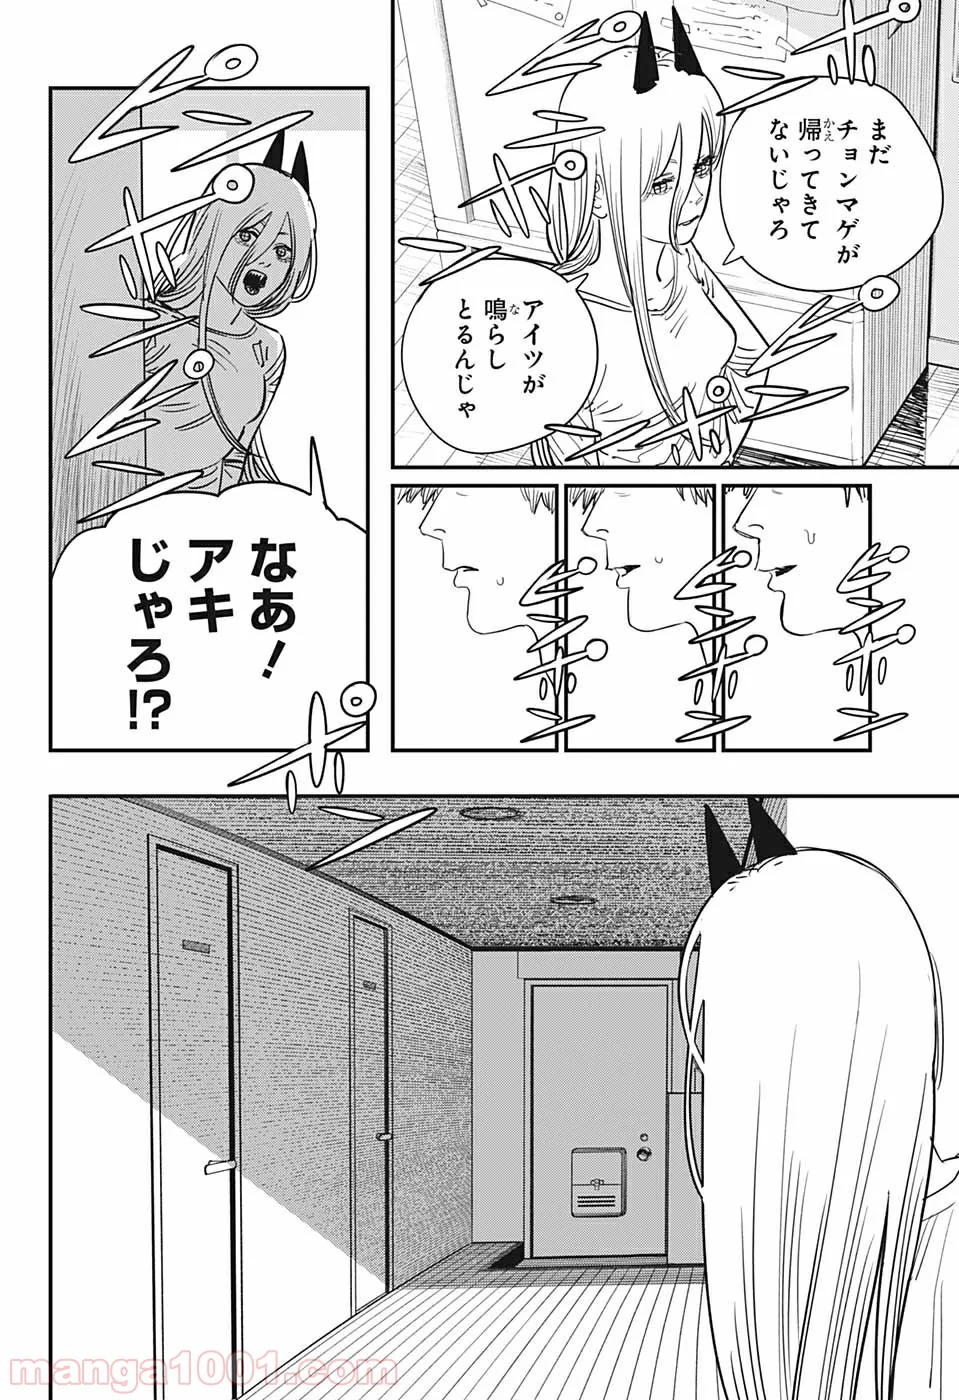 まだ
チョンマゲが
帰ってきて
ないじゃろ
アイツが
鳴らし
とるんじゃ
なあ！
アキ
じゃろ!?
manga1001.com